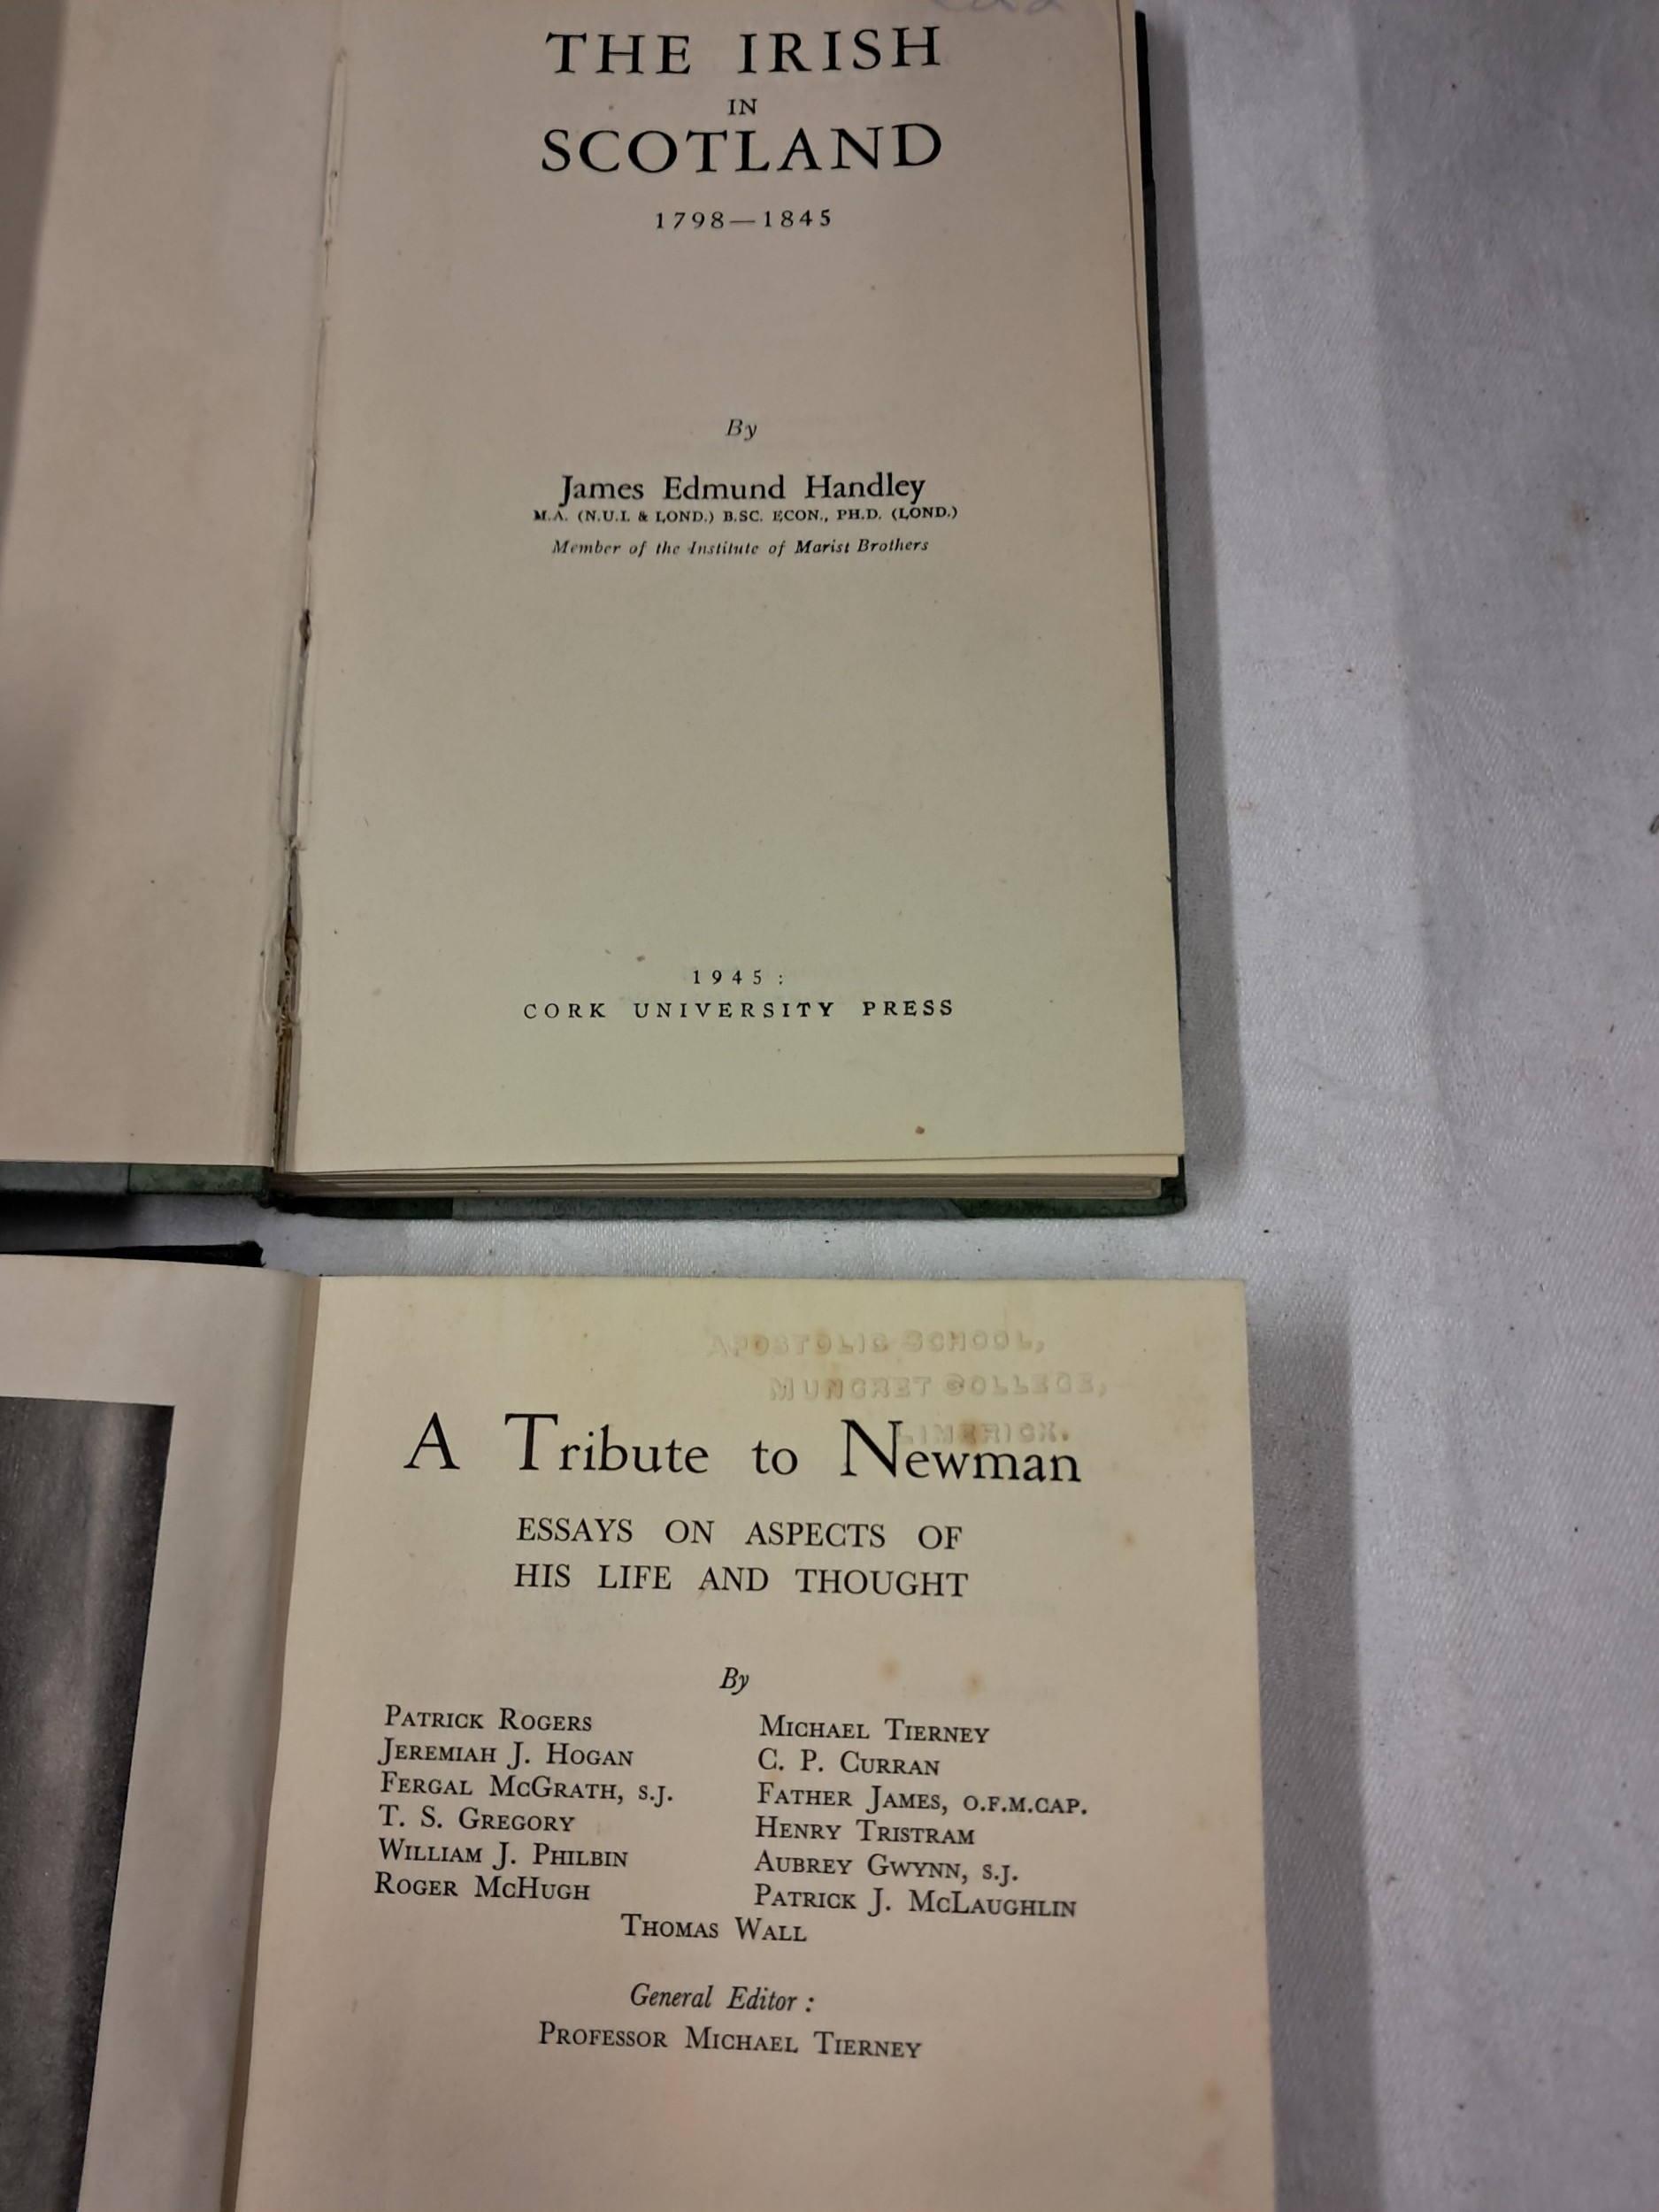 THE IRISH
IN
SCOTLAND
1798—1845
By
James Edmund Handley
M.A. (N.U.I. & LOND.) B.SC. ECON., PH.D. (LOND.)
Member of the Institute of Marist Brothers
1945:
CORK UNIVERSITY PRESS
APOSTOLIC SCHOOL,
MUNGRET COLLEGE,
LIMERICK.
A Tribute to Newman
ESSAYS ON ASPECTS OF
HIS LIFE AND THOUGHT
By
PATRICK ROGERS
JEREMIAH J. HOGAN
FERGAL McGRATH, S.J.
T. S. GREGORY
WILLIAM J. PHILBIN
ROGER McHUGH
MICHAEL TIERNEY
C. P. CURRAN
FATHER JAMES, O.F.M.CAP.
HENRY TRISTRAM
AUBREY GWYNN, S.J.
PATRICK J. McLAUGHLIN
THOMAS WALL
General Editor:
PROFESSOR MICHAEL TIERNEY